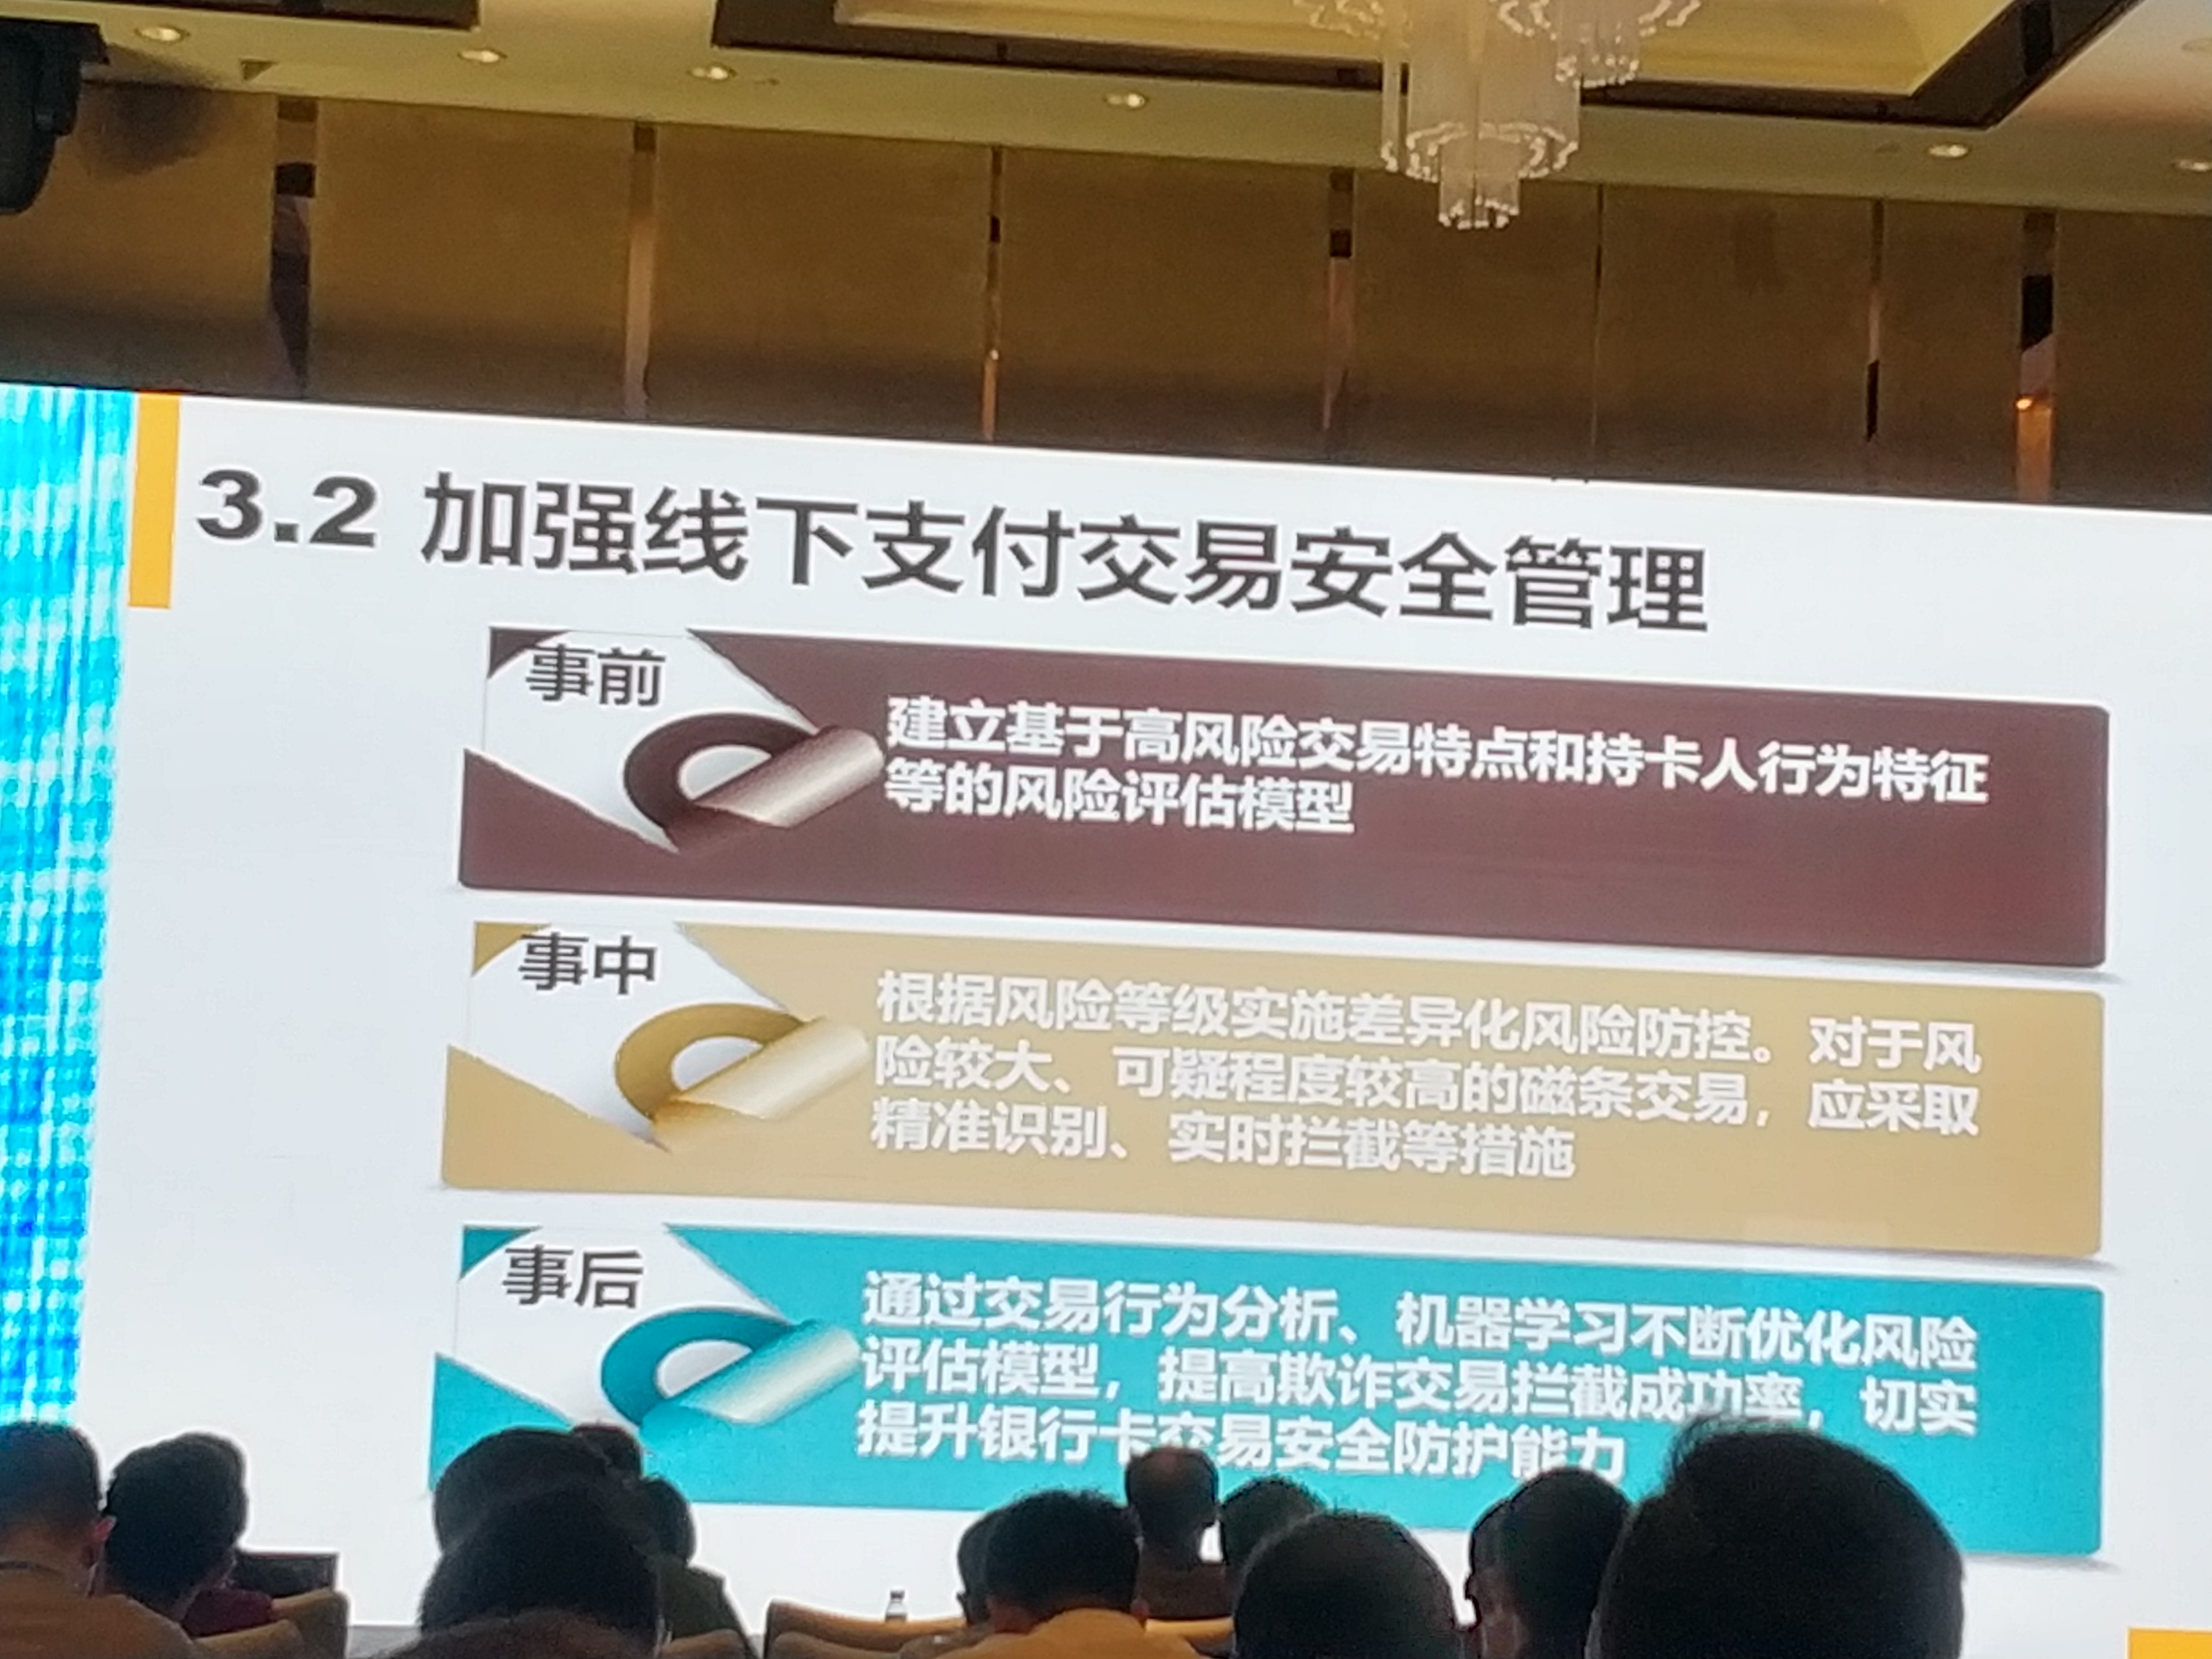 3.2 加强线下支付交易安全管理
事前
建立基于高风险交易特点和持卡人行为特征
等的风险评估模型
事中
根据风险等级实施差异化风险防控。对于风
险较大、可疑程度较高的磁条交易，应采取
精准识别、实时拦截等措施
事后
通过交易行为分析、机器学习不断优化风险
评估模型，提高欺诈交易拦截成功率，切实
提升银行卡交易安全防护能力